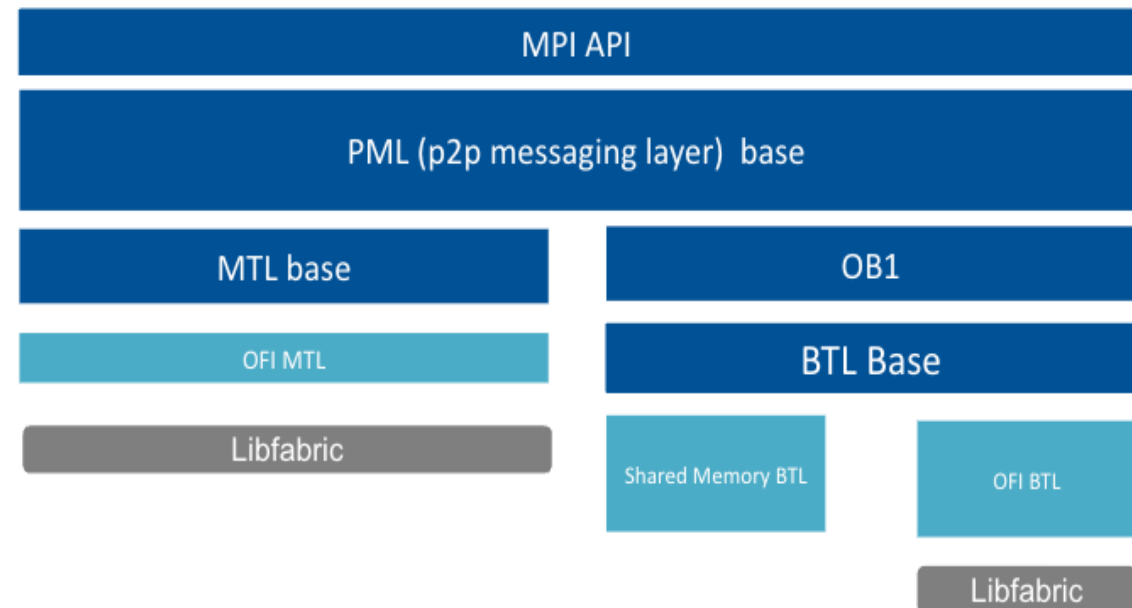 MPI API
PML (p2p messaging layer) base
MTL base
OB1
OFI MTL
BTL Base
Libfabric
Shared Memory BTL
OFI BTL
Libfabric